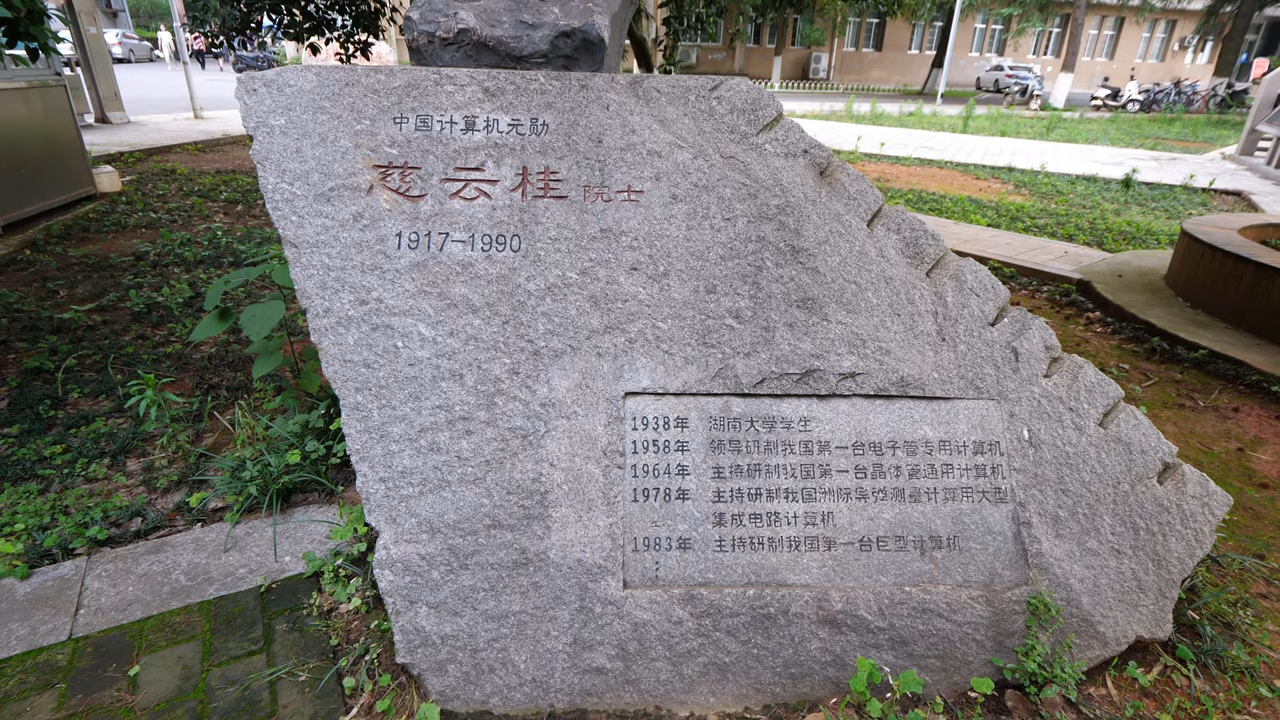 中国计算机元勋
慈云桂 院士
1917—1990
1938年 湖南大学学生
1958年 领导研制我国第一台电子管专用计算机
1964年 主持研制我国第一台晶体管通用计算机
1978年 主持研制我国洲际导弹测量计算用大型
集成电路计算机
1983年 主持研制我国第一台巨型计算机